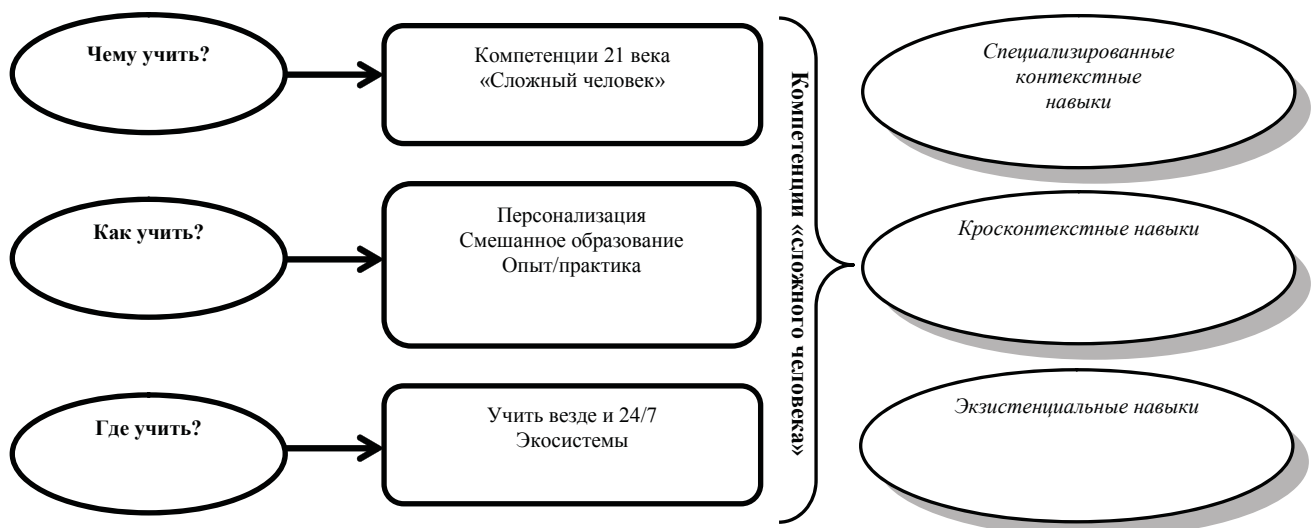 Чему учить?
Компетенции 21 века
«Сложный человек»
Как учить?
Персонализация
Смешанное образование
Опыт/практика
Где учить?
Учить везде и 24/7
Экосистемы
Компетенции «сложного человека»
Специализированные
контекстные
навыки
Кросконтекстные навыки
Экзистенциальные навыки